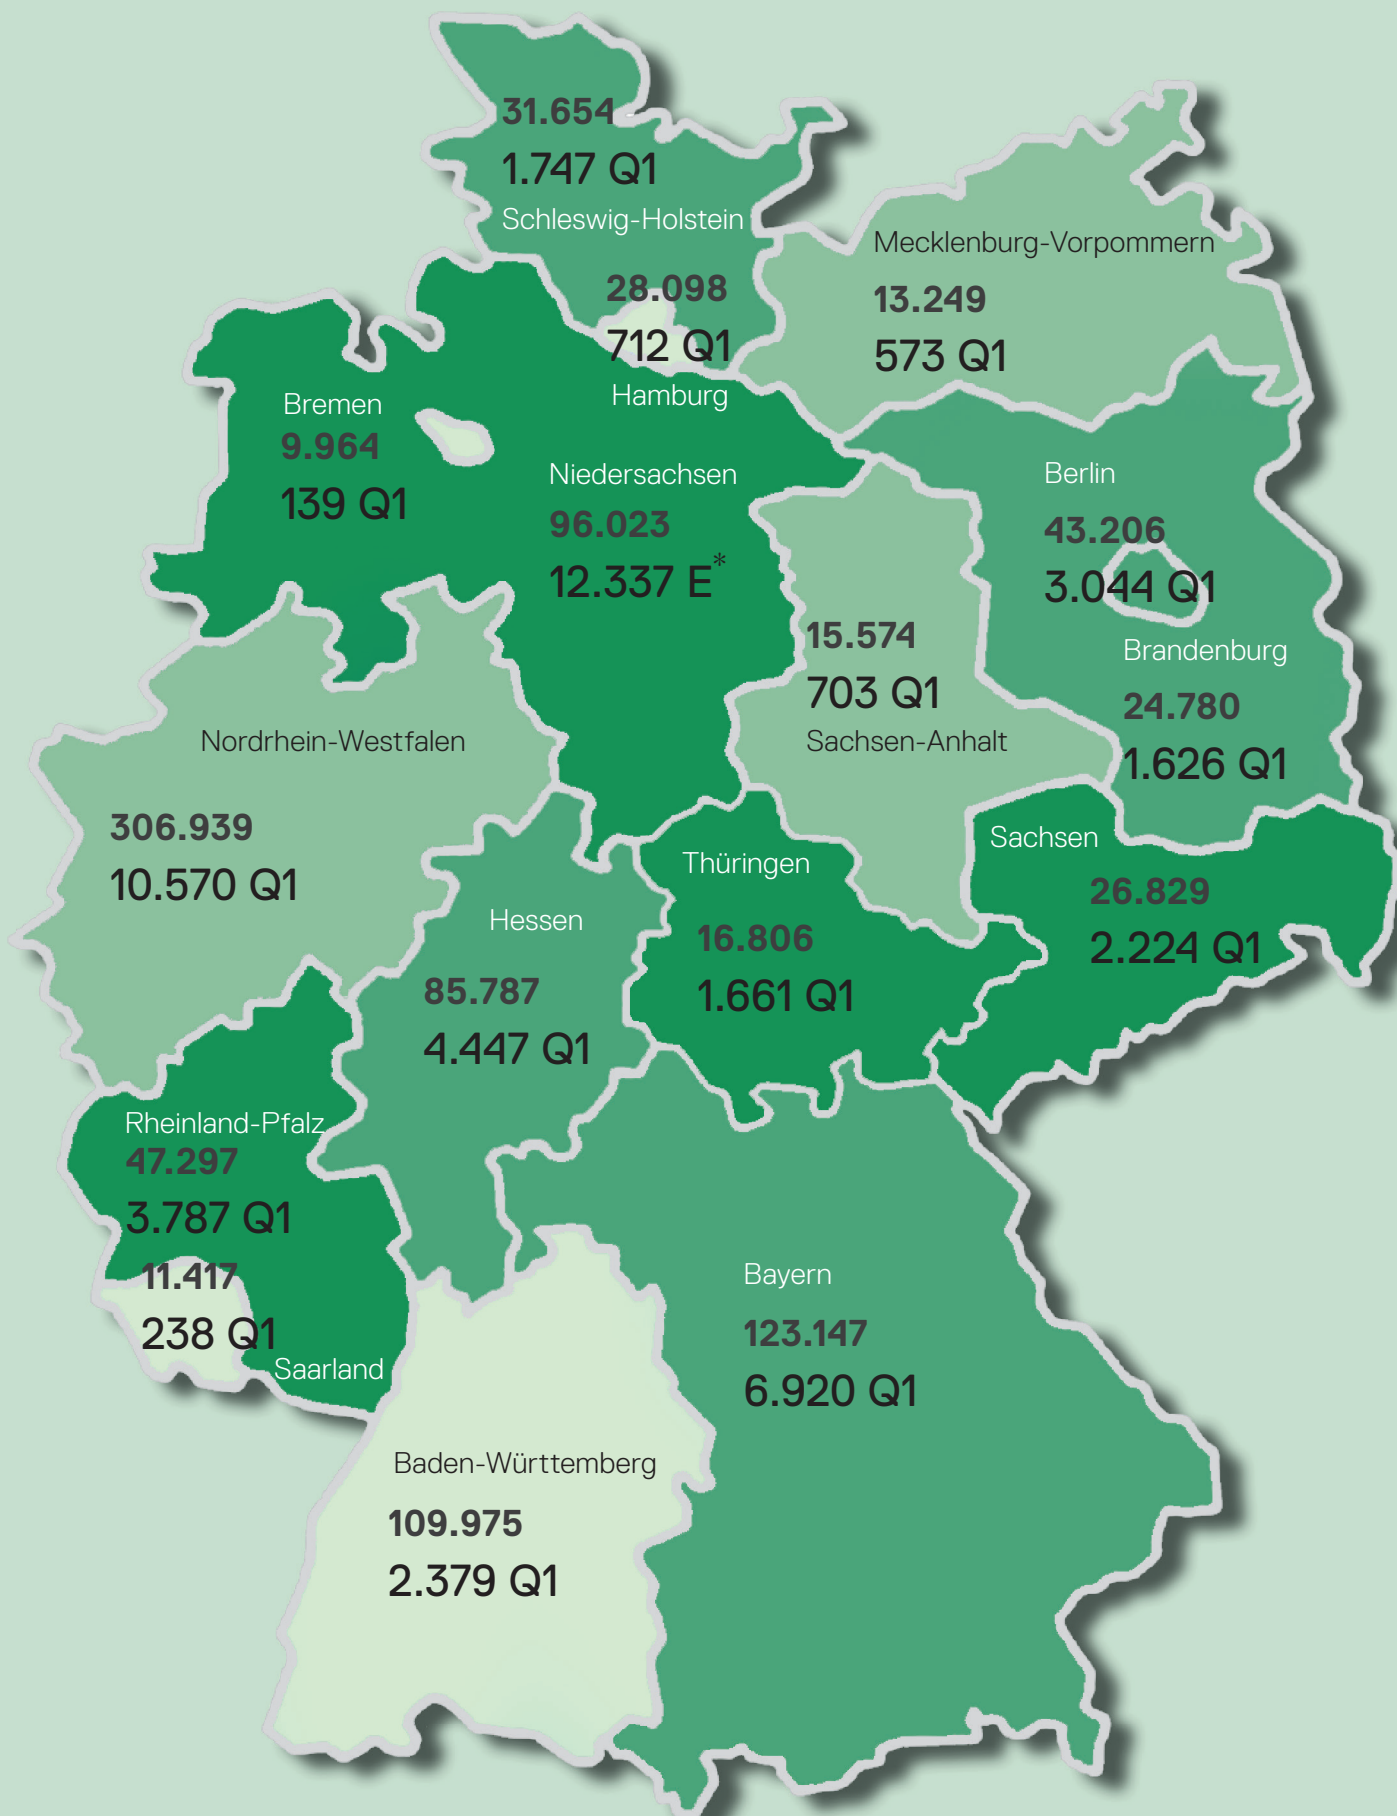 31.654
1.747 Q1
Schleswig-Holstein
Mecklenburg-Vorpommern
13.249
573 Q1
28.098
712 Q1
Hamburg
Bremen
9.964
139 Q1
Niedersachsen
96.023
12.337 E*
Berlin
43.206
3.044 Q1
15.574
703 Q1
Sachsen-Anhalt
Brandenburg
24.780
1.626 Q1
Nordrhein-Westfalen
306.939
10.570 Q1
Hessen
85.787
4.447 Q1
Thüringen
16.806
1.661 Q1
Sachsen
26.829
2.224 Q1
Rheinland-Pfalz
47.297
3.787 Q1
11.417
238 Q1
Saarland
Bayern
123.147
6.920 Q1
Baden-Württemberg
109.975
2.379 Q1